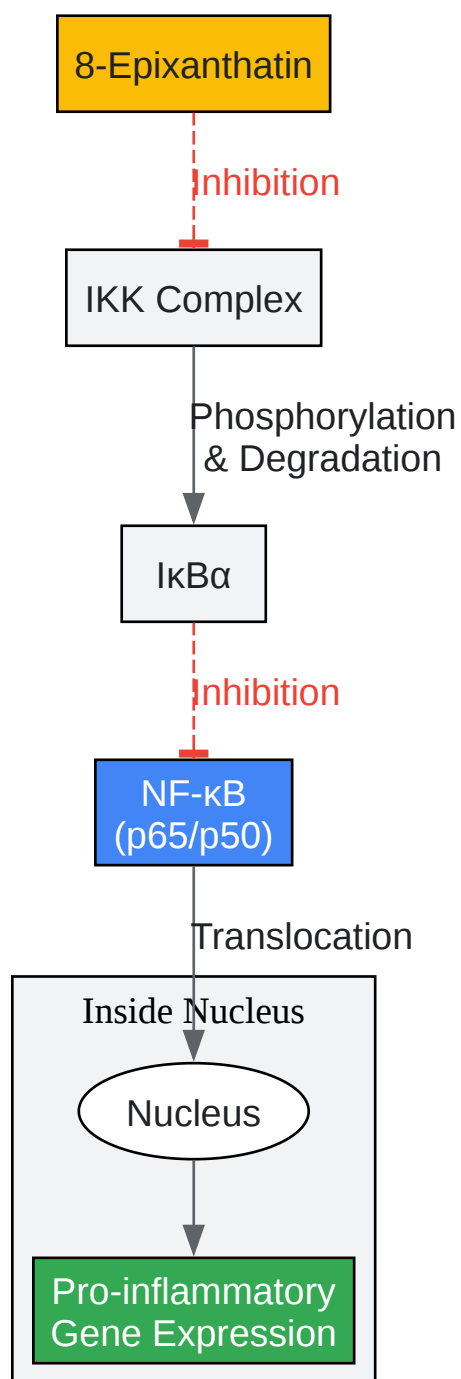 8-Epixanthatin
Inhibition
IKK Complex
Phosphorylation
& Degradation
IκBα
Inhibition
NF-κB
(p65/p50)
Translocation
Inside Nucleus
Nucleus
Pro-inflammatory
Gene Expression